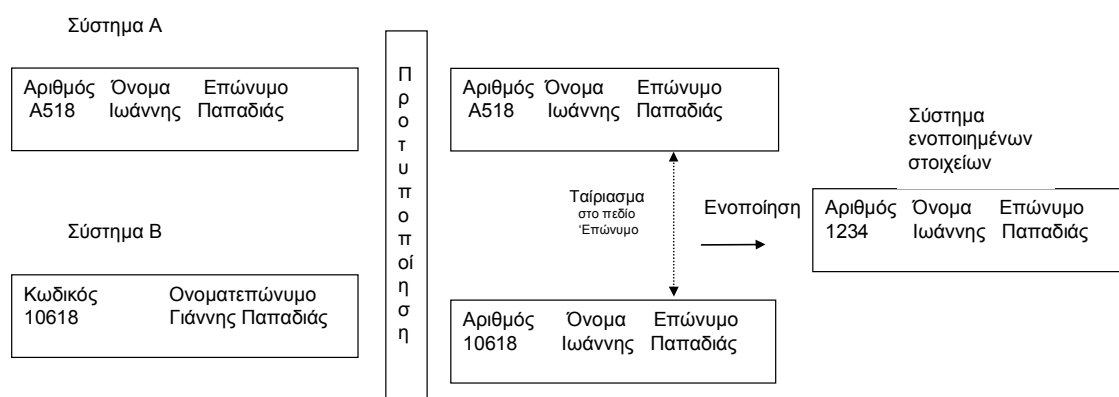 Σύστημα Α
Αριθμός Όνομα Επώνυμο
Α518 Ιωάννης Παπαδιάς
Σύστημα Β
Κωδικός Ονοματεπώνυμο
10618 Γιάννης Παπαδιάς
Π
ρ
ο
τ
υ
π
ο
π
οί
η
σ
η
Αριθμός Όνομα Επώνυμο
Α518 Ιωάννης Παπαδιάς
Ταίριασμα
στο πεδίο
'Επώνυμο
Αριθμός Όνομα Επώνυμο
10618 Ιωάννης Παπαδιάς
Ενοποίηση
Σύστημα
ενοποιημένων
στοιχείων
Αριθμός Όνομα Επώνυμο
1234 Ιωάννης Παπαδιάς